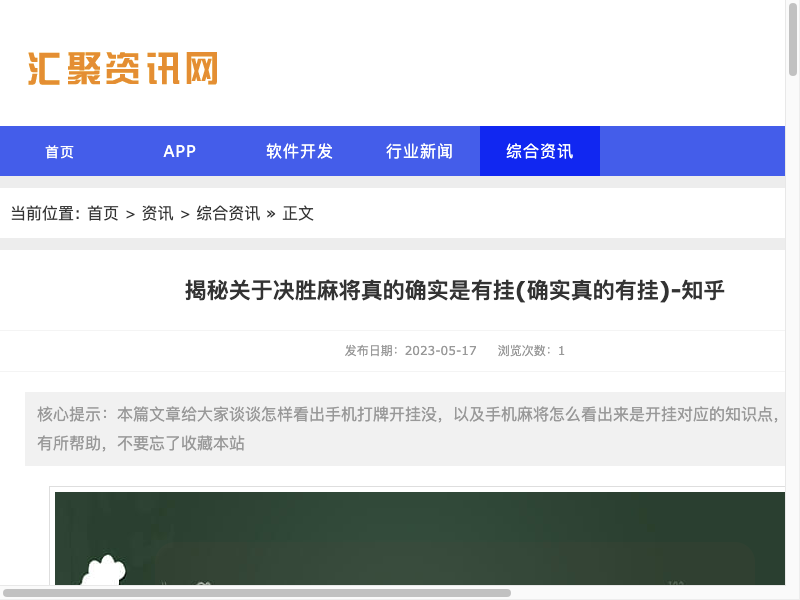 汇聚资讯网
首页 APP 软件开发 行业新闻 综合资讯
当前位置: 首页 > 资讯 > 综合资讯 » 正文
揭秘关于决胜麻将真的确实是有挂(确实真的有挂)-知乎
发布日期：2023-05-17 浏览次数：1
核心提示：本篇文章给大家谈谈怎样看出手机打牌开挂没，以及手机麻将怎么看出来是开挂对应的知识点，
有所帮助，不要忘了收藏本站